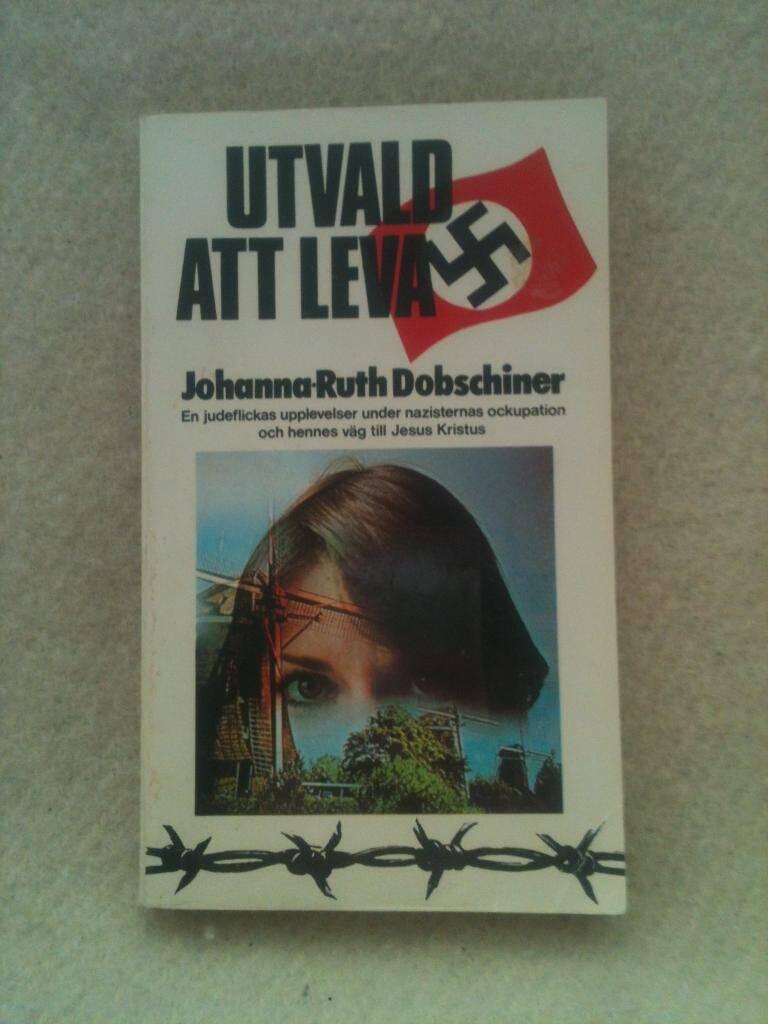 UTVALD
ATT LEVA
Johanna-Ruth Dobschiner
En judeflickas upplevelser under nazisternas ockupation
och hennes väg till Jesus Kristus